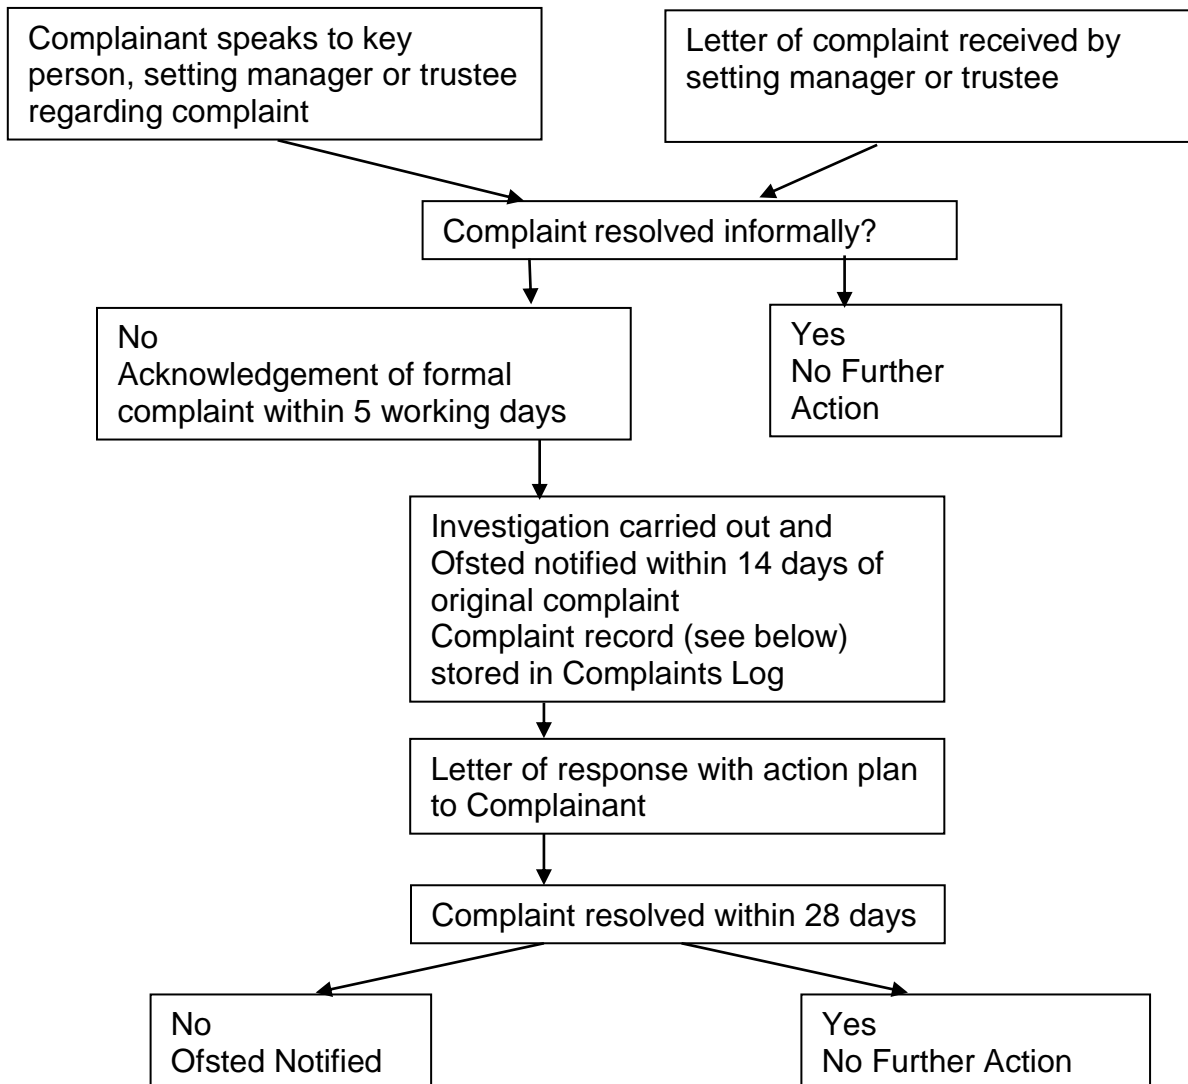 Complainant speaks to key
person, setting manager or trustee
regarding complaint
Letter of complaint received by
setting manager or trustee
Complaint resolved informally?
No
Acknowledgement of formal
complaint within 5 working days
Yes
No Further
Action
Investigation carried out and
Ofsted notified within 14 days of
original complaint
Complaint record (see below)
stored in Complaints Log
Letter of response with action plan
to Complainant
Complaint resolved within 28 days
No
Ofsted Notified
Yes
No Further Action